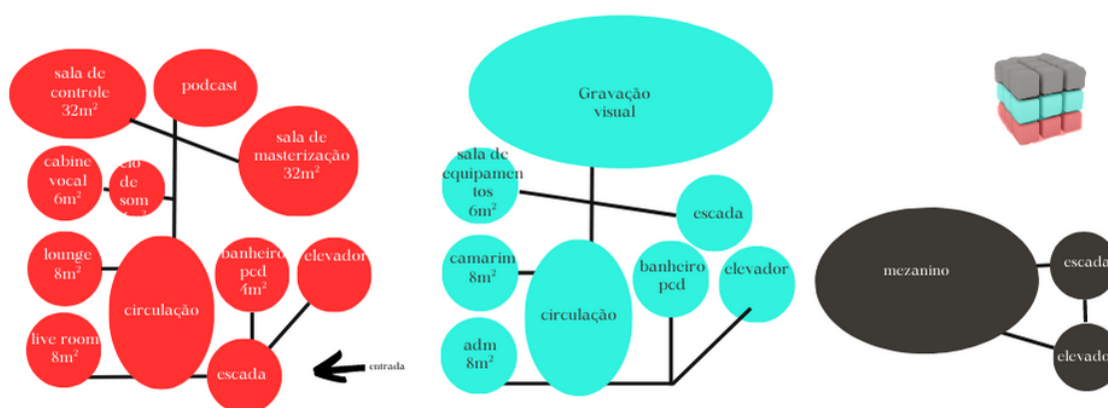 sala de
controle
32m²
podcast
sala de
masterização
32m²
cabine
vocal
6m²
de
som
lounge
8m²
banheiro
pcd
4m²
elevador
circulação
live room
8m²
escada
entrada
Gravação
visual
sala de
equipamen
tos
6m²
escada
camarim
8m²
banheiro
pcd
elevador
circulação
adm
8m²
mezanino
escada
elevado